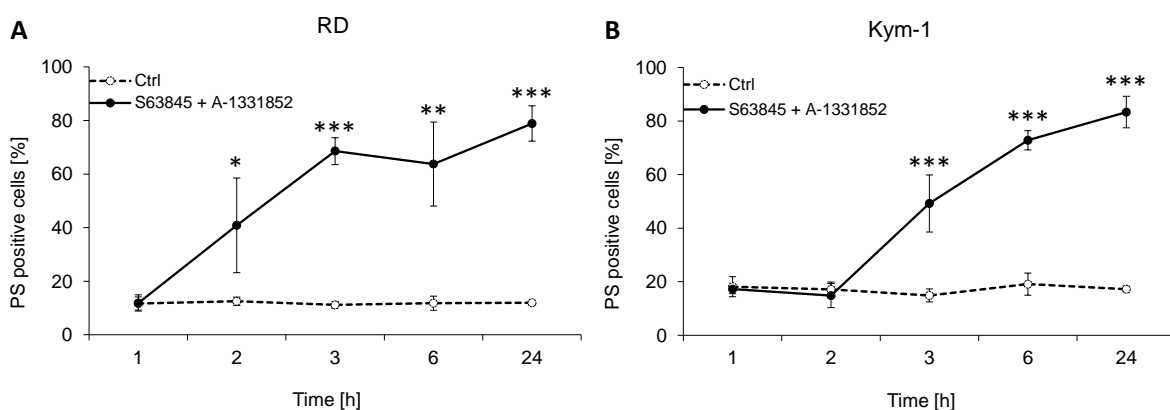 A
RD
PS positive cells [%]
100
80
60
40
20
0
Ctrl
S63845 + A-1331852
*
***
**
***
1 2 3 6 24
Time [h]
B
Kym-1
PS positive cells [%]
100
80
60
40
20
0
Ctrl
S63845 + A-1331852
***
***
***
1 2 3 6 24
Time [h]